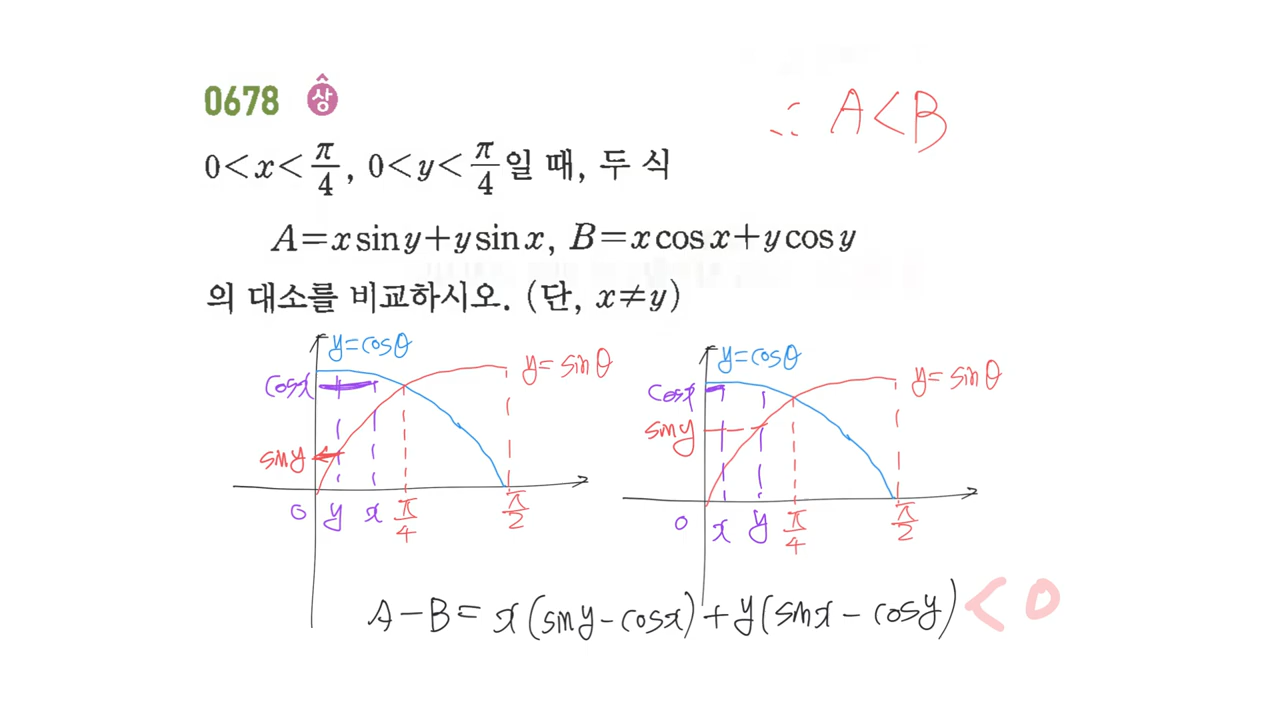 0678 상
∴ A<B
0<x<π/4, 0<y<π/4일 때, 두 식
A=x sin y+y sin x, B=x cos x+y cos y
의 대소를 비교하시오. (단, x≠y)
y=cosθ
y=sinθ
cosx
siny
0 y x π/4 π/2
y=cosθ
y=sinθ
cosx
siny
0 x y π/4 π/2
A-B=x(siny-cosx)+y(sinx-cosy)<0